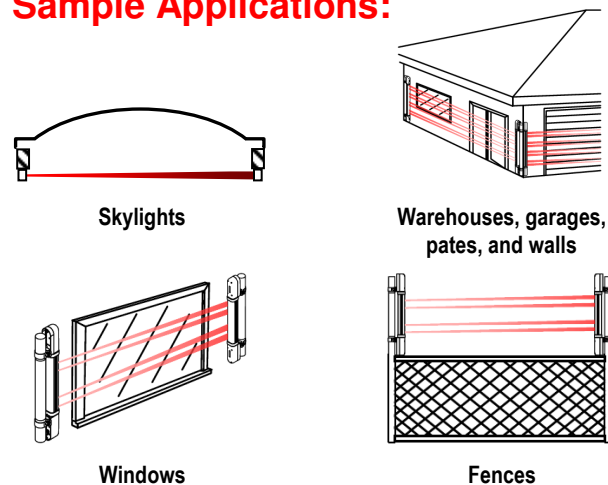 Sample Applications:
Skylights
Warehouses, garages,
pates, and walls
Windows
Fences